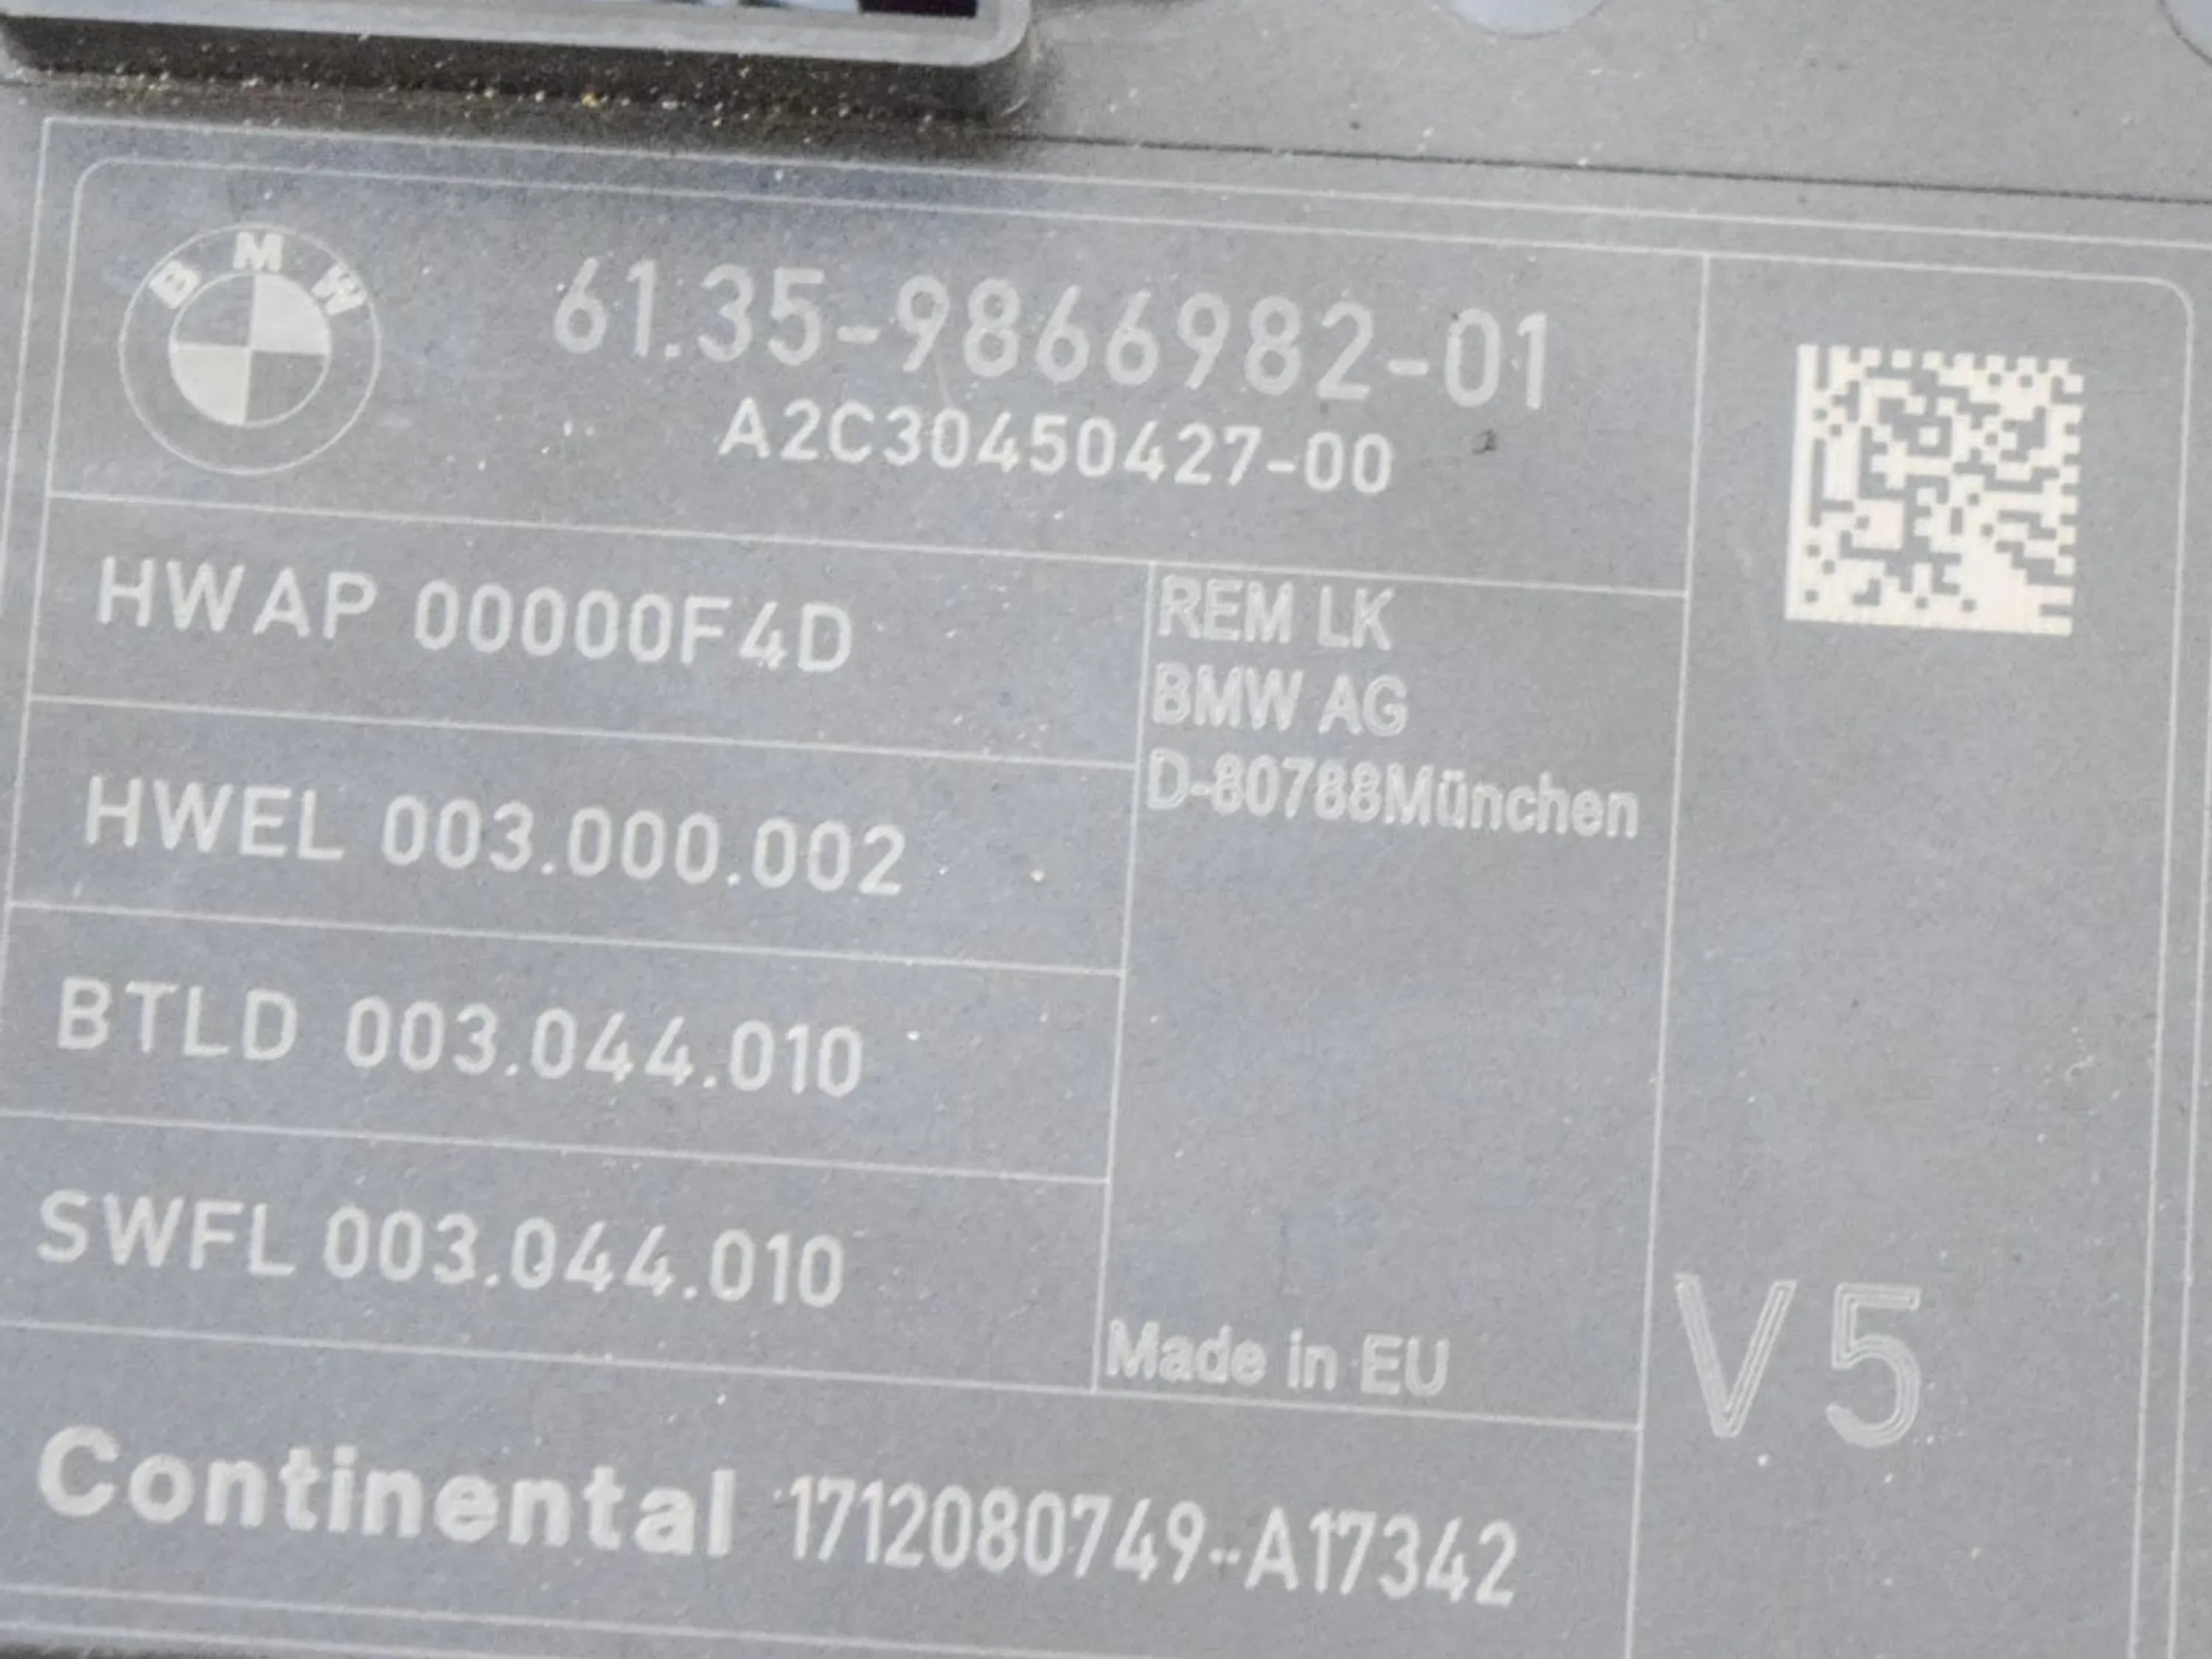 BMW
61.35-9866982-01
A2C30450427-00
HWAP 00000F4D
REM LK
BMW AG
D-80788München
HWEL 003.000.002
BTLD 003.044.010
SWFL 003.044.010
Made in EU
V5
Continental 1712080749--A17342